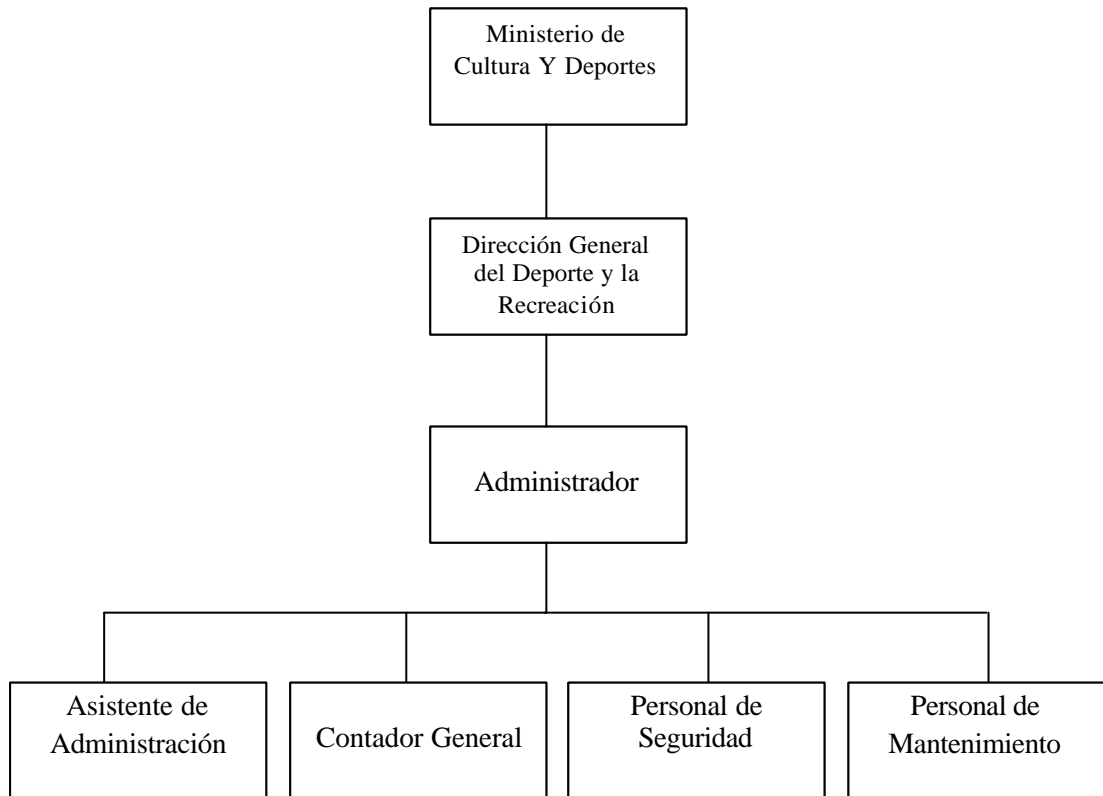 Ministerio de
Cultura Y Deportes
Dirección General
del Deporte y la
Recreación
Administrador
Asistente de
Administración
Contador General
Personal de
Seguridad
Personal de
Mantenimiento